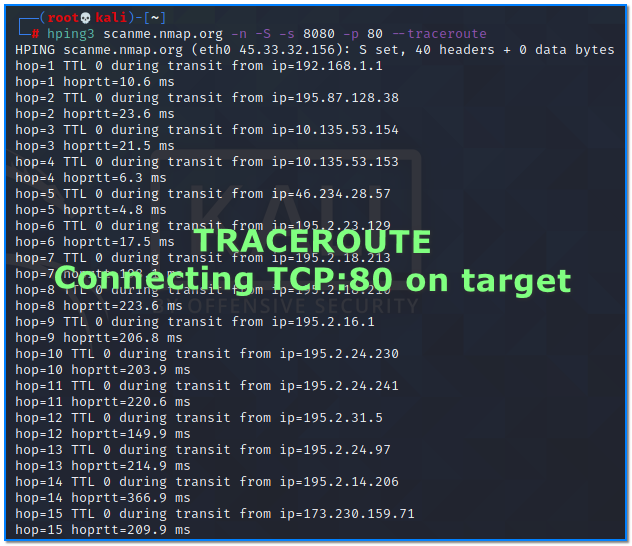 (root💀kali)-[~]
# hping3 scanme.nmap.org -n -S -s 8080 -p 80 --traceroute
HPING scanme.nmap.org (eth0 45.33.32.156): S set, 40 headers + 0 data bytes
hop=1 TTL 0 during transit from ip=192.168.1.1
hop=1 hoprtt=10.6 ms
hop=2 TTL 0 during transit from ip=195.87.128.38
hop=2 hoprtt=23.6 ms
hop=3 TTL 0 during transit from ip=10.135.53.154
hop=3 hoprtt=21.5 ms
hop=4 TTL 0 during transit from ip=10.135.53.153
hop=4 hoprtt=6.3 ms
hop=5 TTL 0 during transit from ip=46.234.28.57
hop=5 hoprtt=4.8 ms
hop=6 TTL 0 during transit from ip=195.2.23.129
hop=6 hoprtt=17.5 ms
TRACEROUTE
hop=7 TTL 0 during transit from ip=195.2.18.213
hop=7
Connecting TCP:80 on target
hop=8 TTL 0 during transit from
OFFENSIVE SECURITY
hop=8 hoprtt=223.6 ms
hop=9 TTL 0 during transit from ip=195.2.16.1
hop=9 hoprtt=206.8 ms
hop=10 TTL 0 during transit from ip=195.2.24.230
hop=10 hoprtt=203.9 ms
hop=11 TTL 0 during transit from ip=195.2.24.241
hop=11 hoprtt=220.6 ms
hop=12 TTL 0 during transit from ip=195.2.31.5
hop=12 hoprtt=149.9 ms
hop=13 TTL 0 during transit from ip=195.2.24.97
hop=13 hoprtt=214.9 ms
hop=14 TTL 0 during transit from ip=195.2.14.206
hop=14 hoprtt=366.9 ms
hop=15 TTL 0 during transit from ip=173.230.159.71
hop=15 hoprtt=209.9 ms